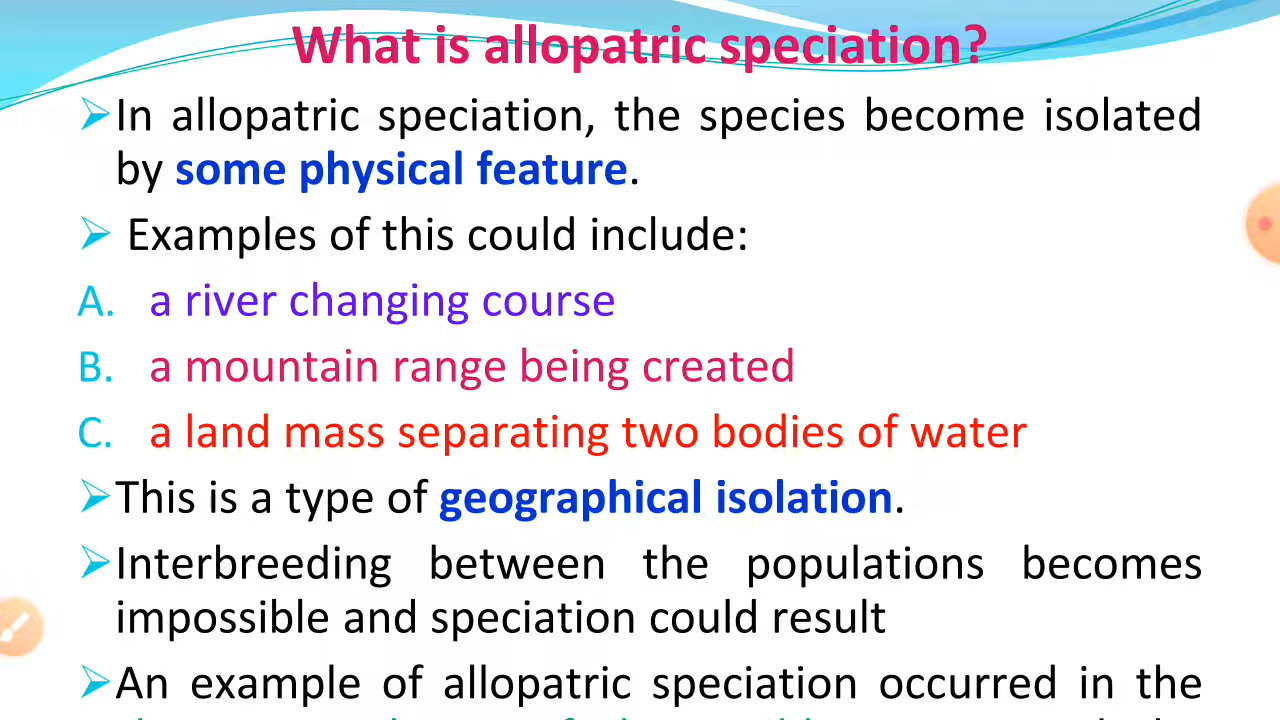 What is allopatric speciation?
➢In allopatric speciation, the species become isolated
by some physical feature.
➢ Examples of this could include:
A. a river changing course
B. a mountain range being created
C. a land mass separating two bodies of water
➢This is a type of geographical isolation.
➢Interbreeding between the populations becomes
impossible and speciation could result
➢An example of allopatric speciation occurred in the